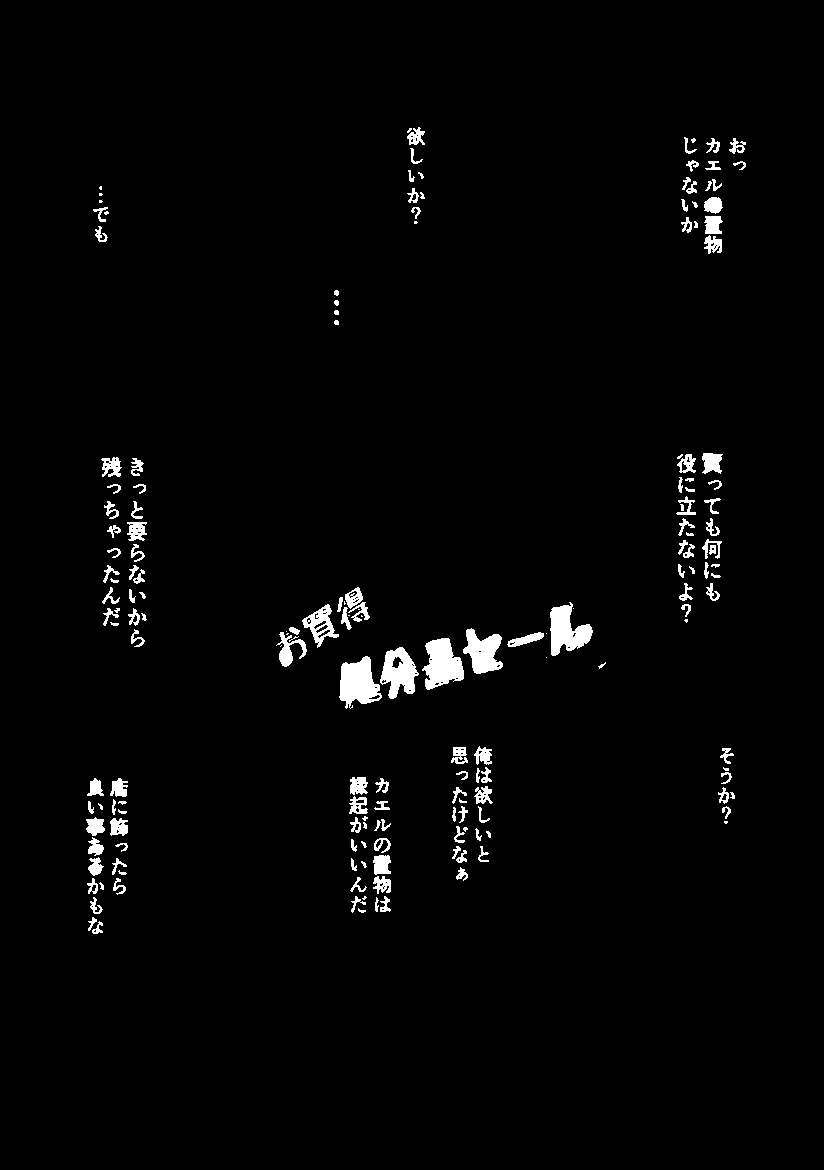 おっ
カエルの置物
じゃないか
欲しいか？
‥‥
…でも
買っても何にも
役に立たないよ？
きっと要らないから
残っちゃったんだ
お買得
処分品セール
そうか？
俺は欲しいと
思ったけどなぁ
カエルの置物は
縁起がいいんだ
店に飾ったら
良い事あるかもな